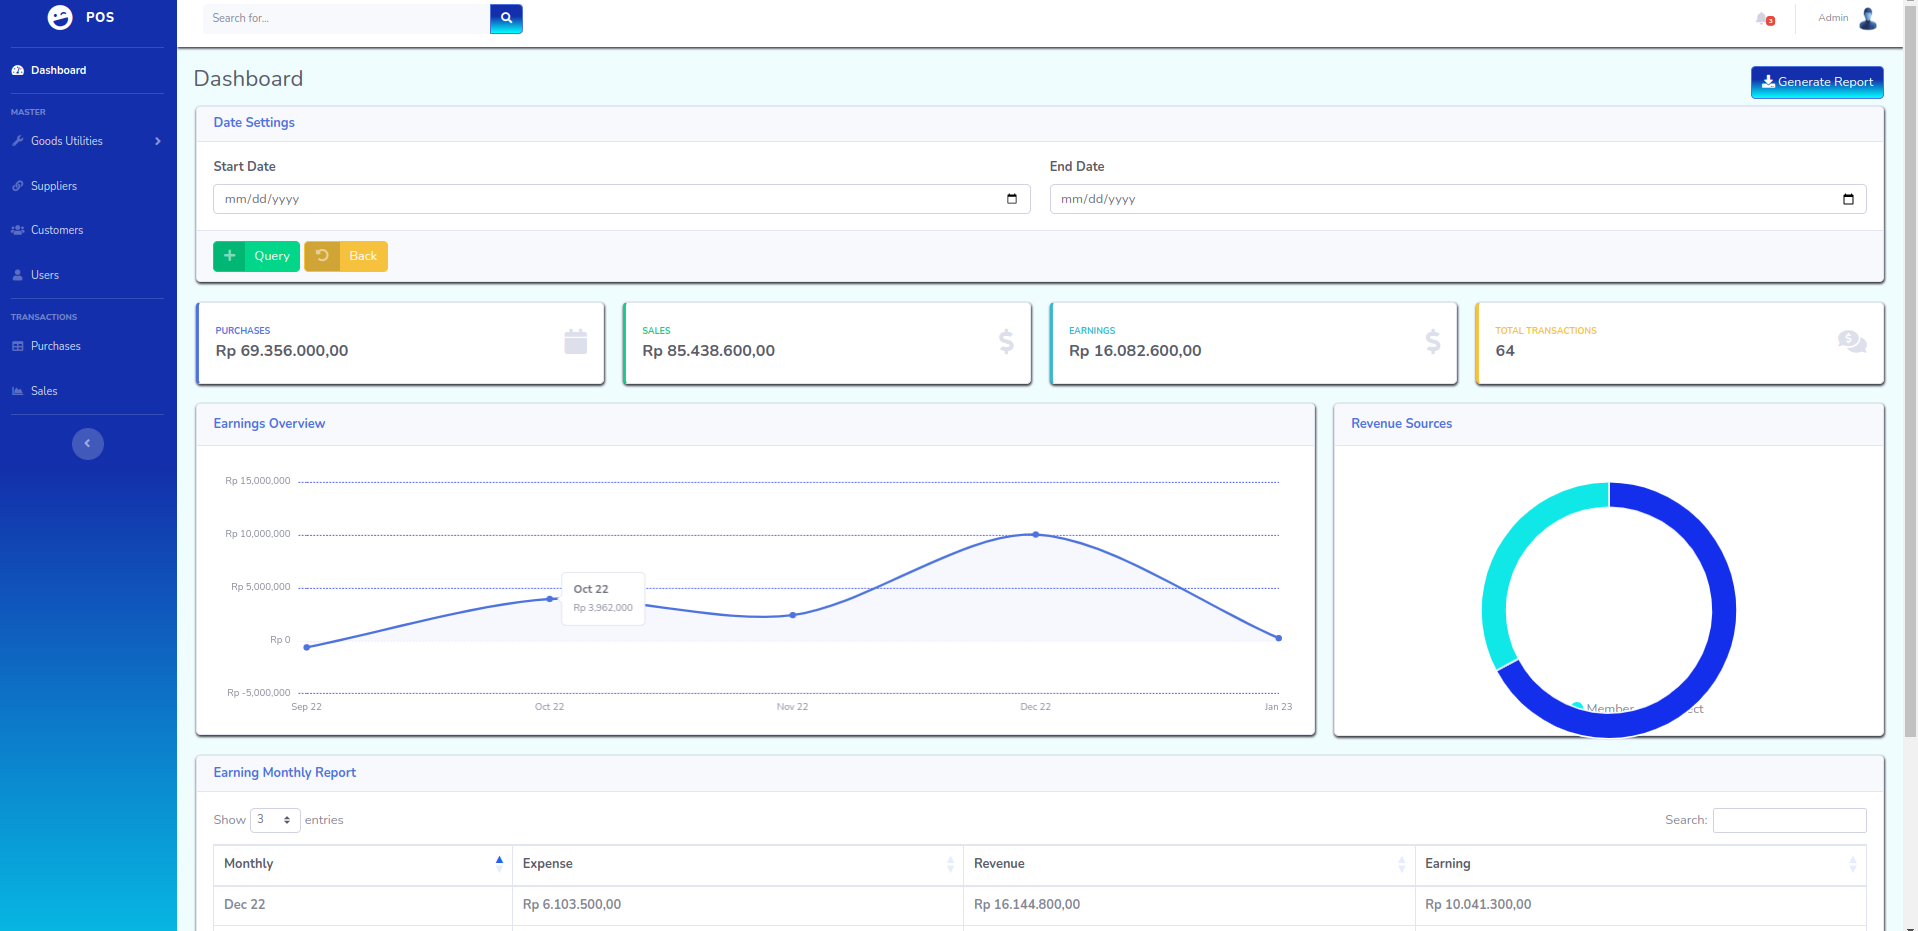 POS
Dashboard
MASTER
Goods Utilities
Suppliers
Customers
Users
TRANSACTIONS
Purchases
Sales
Search for...
3
Admin
Dashboard
Generate Report
Date Settings
Start Date
End Date
mm/dd/yyyy
mm/dd/yyyy
Query
Back
PURCHASES
Rp 69.356.000,00
SALES
Rp 85.438.600,00
EARNINGS
Rp 16.082.600,00
TOTAL TRANSACTIONS
64
Earnings Overview
Rp 15,000,000
Rp 10,000,000
Rp 5,000,000
Rp 0
Rp -5,000,000
Oct 22
Rp 3,962,000
Sep 22
Oct 22
Nov 22
Dec 22
Jan 23
Revenue Sources
Member
Earning Monthly Report
Show 3 entries
Search:
Monthly Expense Revenue Earning
Dec 22 Rp 6.103.500,00 Rp 16.144.800,00 Rp 10.041.300,00